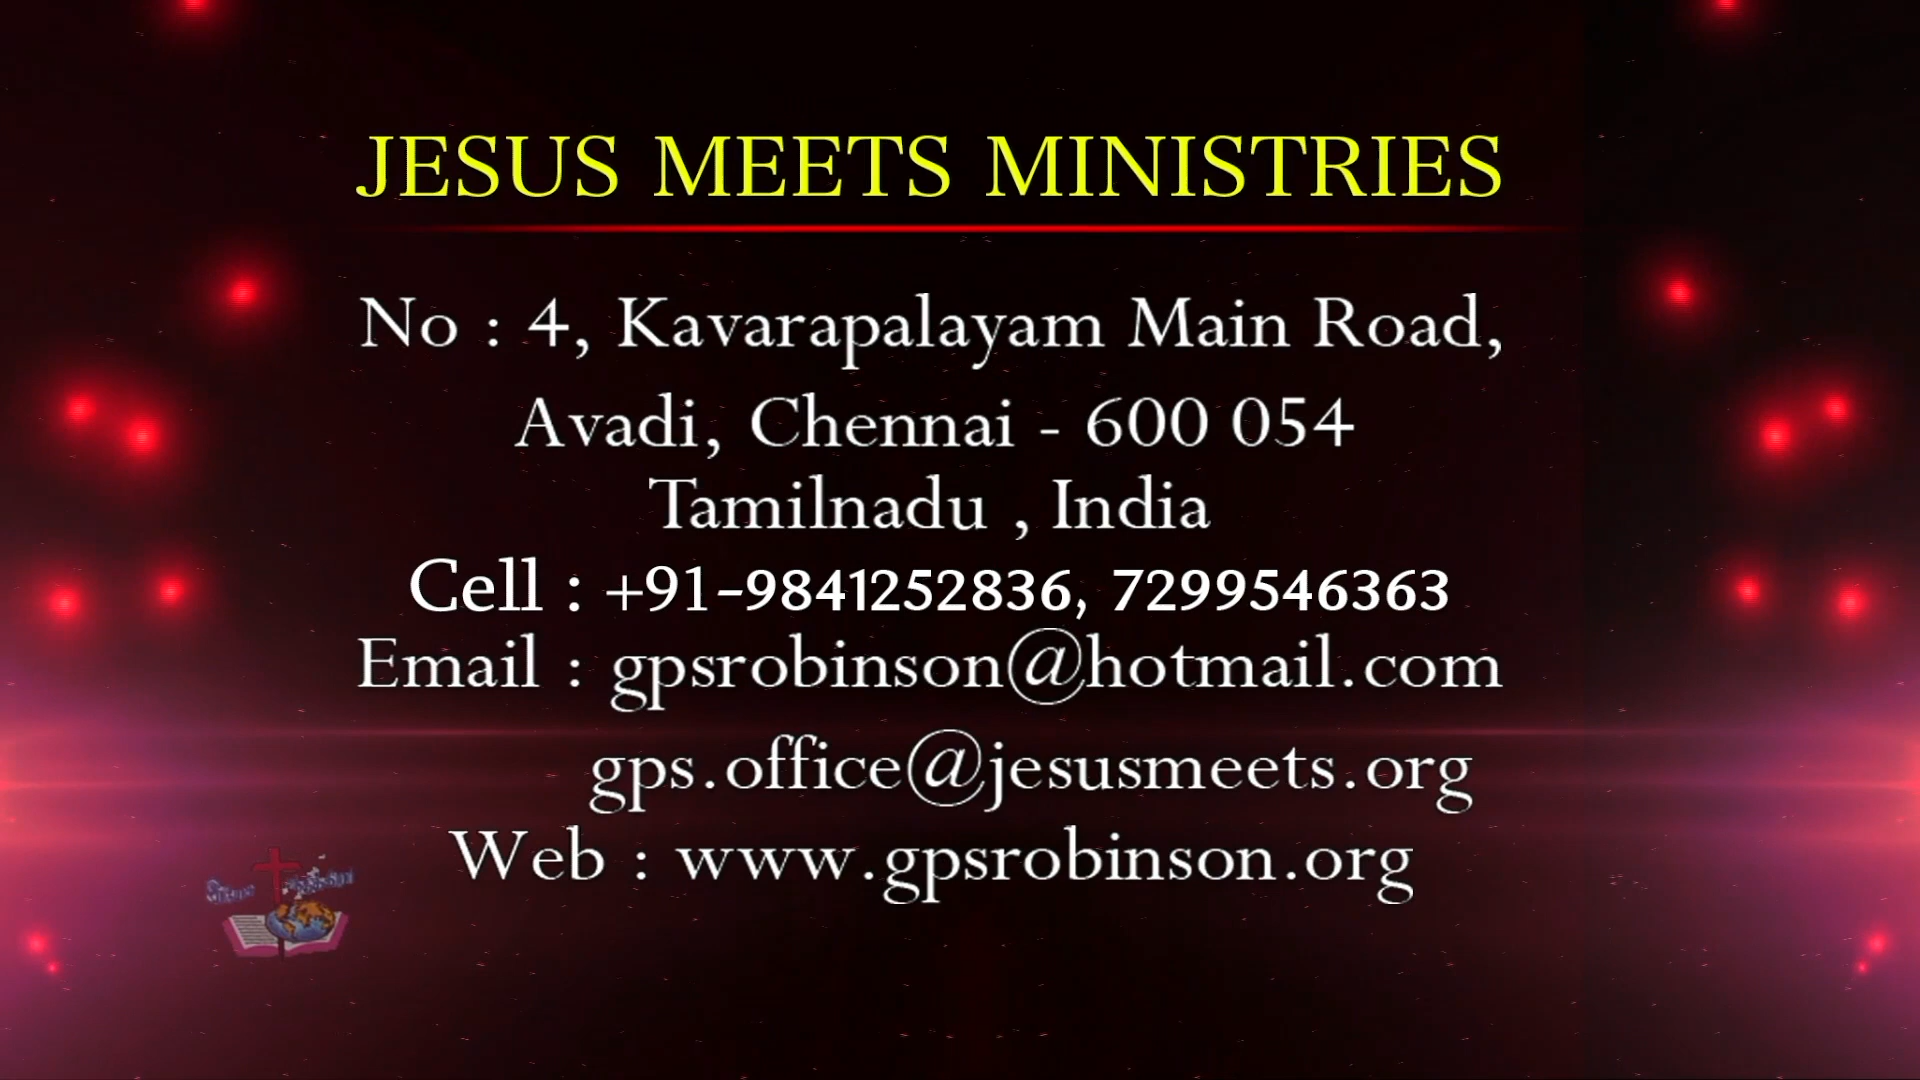 JESUS MEETS MINISTRIES
No : 4, Kavarapalayam Main Road,
Avadi, Chennai - 600 054
Tamilnadu , India
Cell : +91-9841252836, 7299546363
Email : gpsrobinson@hotmail.com
gps.office@jesusmeets.org
Web : www.gpsrobinson.org